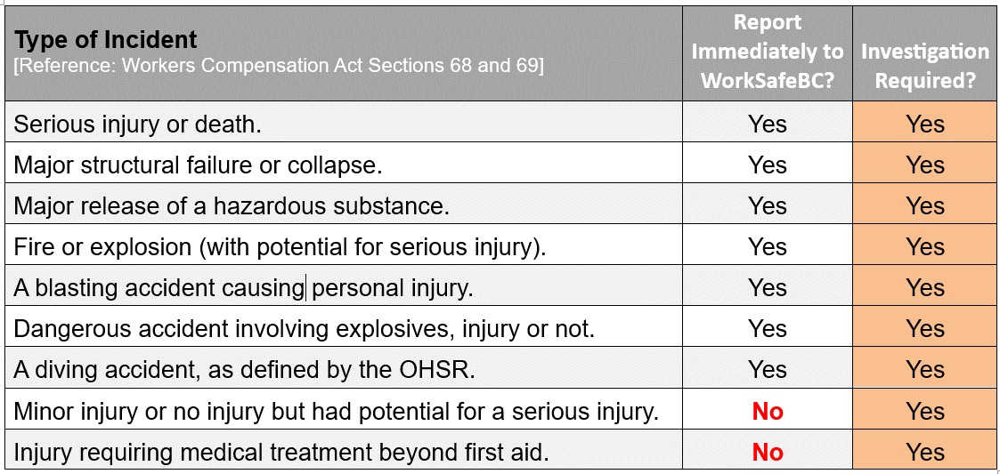 Type of Incident
[Reference: Workers Compensation Act Sections 68 and 69]
Report
Immediately to
WorkSafeBC?
Investigation
Required?
Serious injury or death. Yes Yes
Major structural failure or collapse. Yes Yes
Major release of a hazardous substance. Yes Yes
Fire or explosion (with potential for serious injury). Yes Yes
A blasting accident causing personal injury. Yes Yes
Dangerous accident involving explosives, injury or not. Yes Yes
A diving accident, as defined by the OHSR. Yes Yes
Minor injury or no injury but had potential for a serious injury. No Yes
Injury requiring medical treatment beyond first aid. No Yes